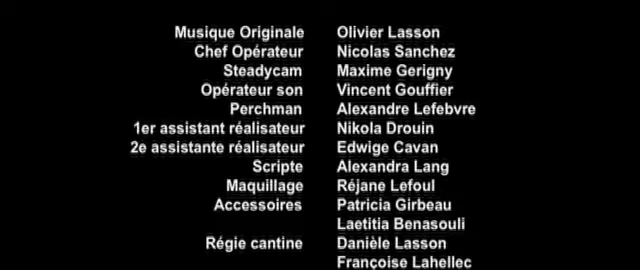 Musique Originale Olivier Lasson
Chef Opérateur Nicolas Sanchez
Steadycam Maxime Gerigny
Opérateur son Vincent Gouffier
Perchman Alexandre Lefebvre
1er assistant réalisateur Nikola Drouin
2e assistante réalisateur Edwige Cavan
Scripte Alexandra Lang
Maquillage Réjane Lefoul
Accessoires Patricia Girbeau
Laetitia Benasouli
Régie cantine Danièle Lasson
Françoise Lahellec